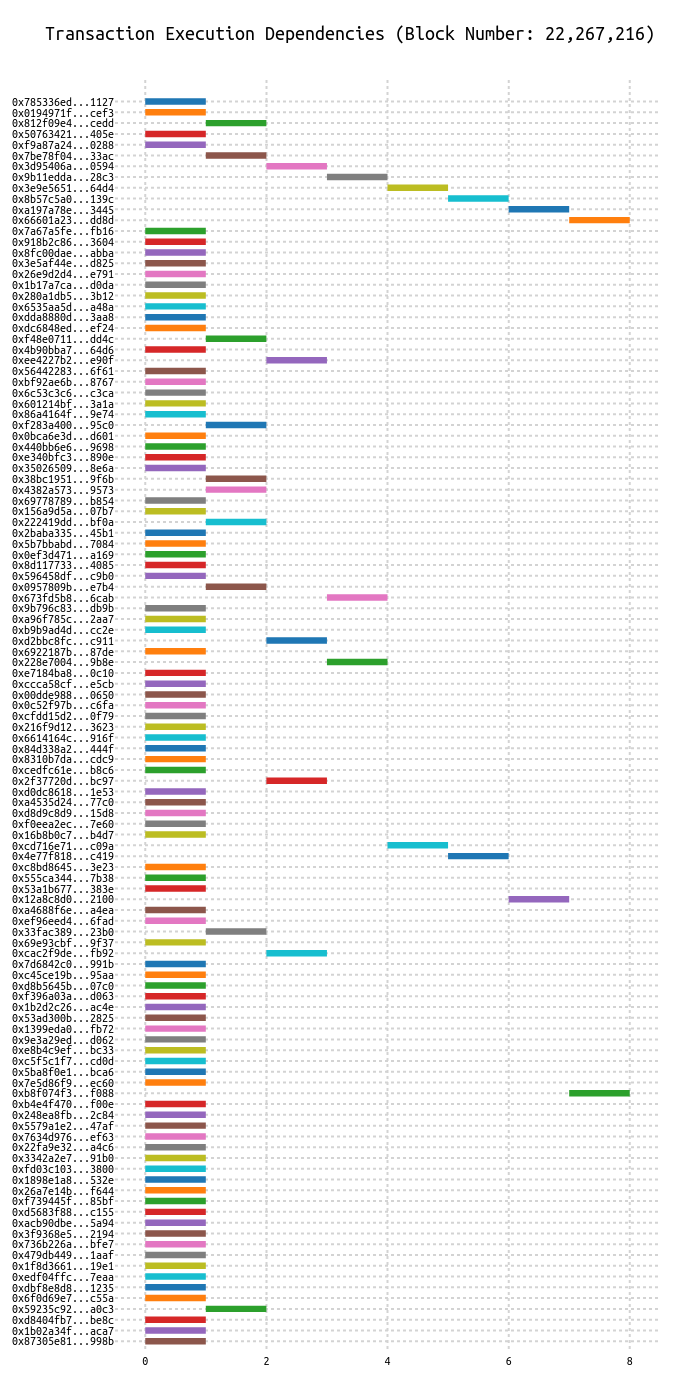 Transaction Execution Dependencies (Block Number: 22,267,216)
0x785336ed...1127
0x0194971f...cef3
0x812f09e4...cedd
0x50763421...405e
0xf9a87a24...0288
0x7be78f04...33ac
0x3d95406a...0594
0x9b11edda...28c3
0x3e9e5651...64d4
0x8b57c5a0...139c
0xa197a78e...3445
0x66601a23...dd8d
0x7a67a5fe...fb16
0x918b2c86...3604
0x8fc00dae...abba
0x3e5af44e...d825
0x26e9d2d4...e791
0x1b17a7ca...d0da
0x280a1db5...3b12
0x6535aa5d...a48a
0xdda8880d...3aa8
0xdc6848ed...ef24
0xf48e0711...dd4c
0x4b90bba7...64d6
0xee4227b2...e90f
0x56442283...6f61
0xbf92ae6b...8767
0x6c53c3c6...c3ca
0x601214bf...3a1a
0x86a4164f...9e74
0xf283a400...95c0
0x0bca6e3d...d601
0x440bb6e6...9698
0xe340bfc3...890e
0x35026509...8e6a
0x38bc1951...9f6b
0x4382a573...9573
0x69778789...b854
0x156a9d5a...07b7
0x222419dd...bf0a
0x2baba335...45b1
0x5b7bbabd...7084
0x0ef3d471...a169
0x8d117733...4085
0x596458df...c9b0
0x0957809b...e7b4
0x673fd5b8...6cab
0x9b796c83...db9b
0xa96f785c...2aa7
0xb9b9ad4d...cc2e
0xd2bbc8fc...c911
0x6922187b...87de
0x228e7004...9b8e
0xe7184ba8...0c10
0xccca58cf...e5cb
0x00dde988...0650
0x0c52f97b...c6fa
0xcfdd15d2...0f79
0x216f9d12...3623
0x6614164c...916f
0x84d338a2...444f
0x8310b7da...cdc9
0xcedfc61e...b8c6
0x2f37720d...bc97
0xd0dc8618...1e53
0xa4535d24...77c0
0xd8d9c8d9...15d8
0xf0eea2ec...7e60
0x16b8b0c7...b4d7
0xcd716e71...c09a
0x4e77f818...c419
0xc8bd8645...3e23
0x555ca344...7b38
0x53a1b677...383e
0x12a8c8d0...2100
0xa4688f6e...a4ea
0xef96eed4...6fad
0x33fac389...23b0
0x69e93cbf...9f37
0xcac2f9de...fb92
0x7d6842c0...991b
0xc45ce19b...95aa
0xd8b5645b...07c0
0xf396a03a...d063
0x1b2d2c26...ac4e
0x53ad300b...2825
0x1399eda0...fb72
0x9e3a29ed...d062
0xe8b4c9ef...bc33
0xc5f5c1f7...cd0d
0x5ba8f0e1...bca6
0x7e5d86f9...ec60
0xb8f074f3...f088
0xb4e4f470...f00e
0x248ea8fb...2c84
0x5579a1e2...47af
0x7634d976...ef63
0x22fa9e32...a4c6
0x3342a2e7...91b0
0xfd03c103...3800
0x1898e1a8...532e
0x26a7e14b...f644
0xf739445f...85bf
0xd5683f88...c155
0xacb90dbe...5a94
0x3f9368e5...2194
0x736b226a...bfe7
0x479db449...1aaf
0x1f8d3661...19e1
0xedf04ffc...7eaa
0xdbf8e8d8...1235
0x6f0d69e7...c55a
0x59235c92...a0c3
0xd8404fb7...be8c
0x1b02a34f...aca7
0x87305e81...998b
0 2 4 6 8